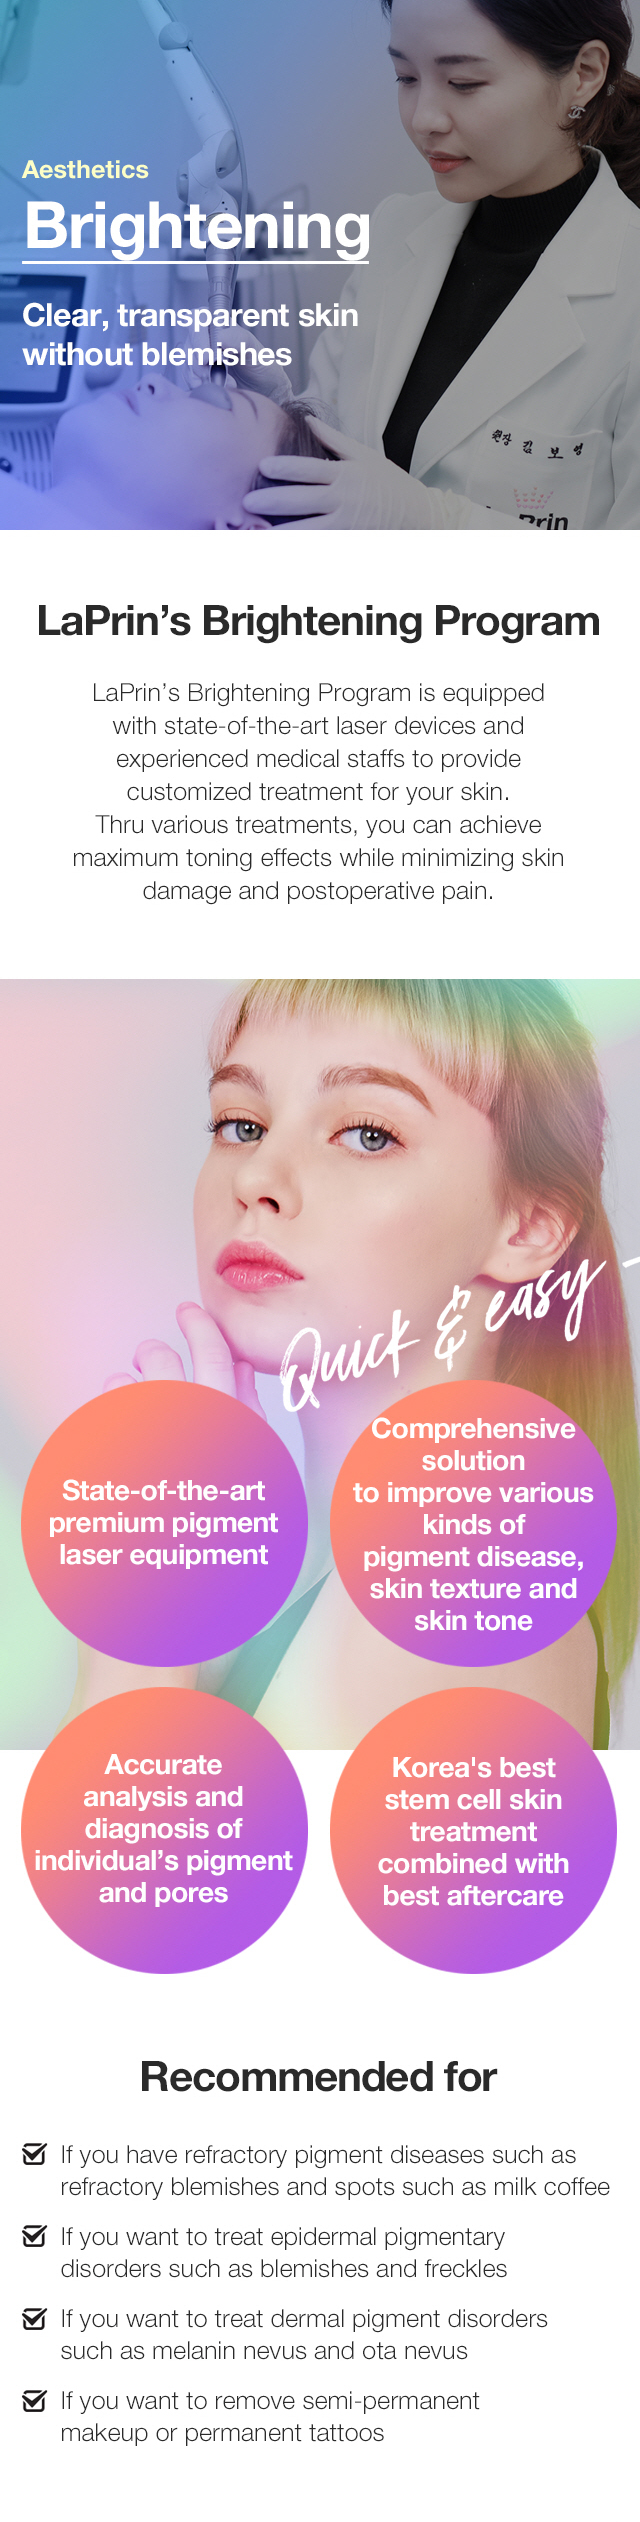 Aesthetics
Brightening
Clear, transparent skin
without blemishes
원장 김보영
Prin
LaPrin’s Brightening Program
LaPrin’s Brightening Program is equipped
with state-of-the-art laser devices and
experienced medical staffs to provide
customized treatment for your skin.
Thru various treatments, you can achieve
maximum toning effects while minimizing skin
damage and postoperative pain.
Quick & easy -
State-of-the-art
premium pigment
laser equipment
Comprehensive
solution
to improve various
kinds of
pigment disease,
skin texture and
skin tone
Accurate
analysis and
diagnosis of
individual’s pigment
and pores
Korea's best
stem cell skin
treatment
combined with
best aftercare
Recommended for
If you have refractory pigment diseases such as
refractory blemishes and spots such as milk coffee
If you want to treat epidermal pigmentary
disorders such as blemishes and freckles
If you want to treat dermal pigment disorders
such as melanin nevus and ota nevus
If you want to remove semi-permanent
makeup or permanent tattoos